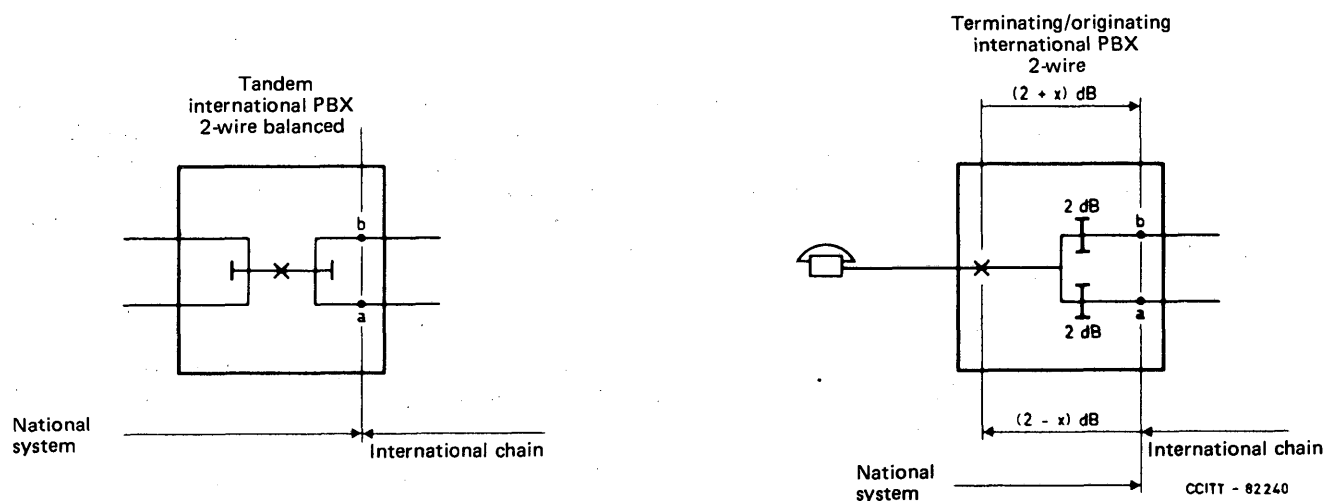 Tandem
international PBX
2-wire balanced
b
a
National
system
International chain
Terminating/originating
international PBX
2-wire
(2 + x) dB
2 dB
b
2 dB
a
(2 - x) dB
International chain
National
system
CCITT - 82240